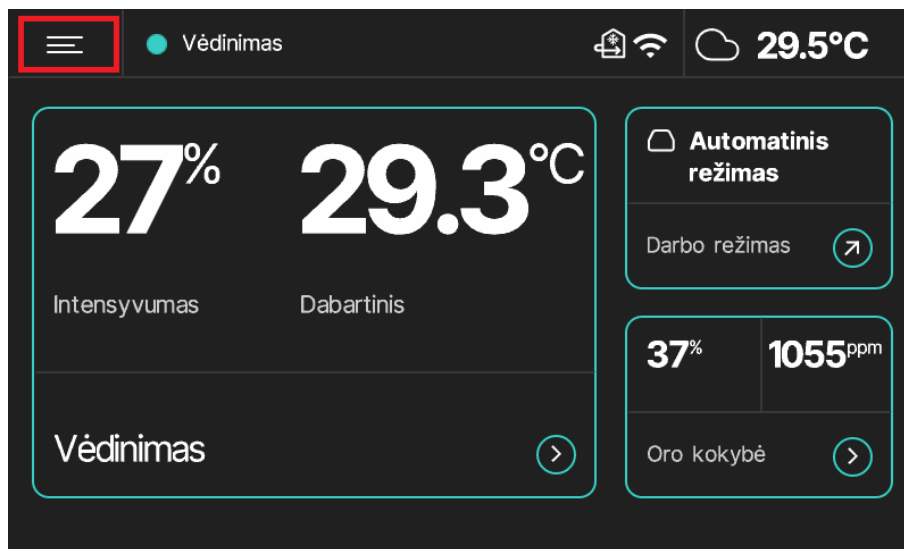 Vėdinimas
29.5°C
27%
29.3°C
Intensyvumas
Dabartinis
Vėdinimas
Automatinis
režimas
Darbo režimas
37%
1055ppm
Oro kokybė